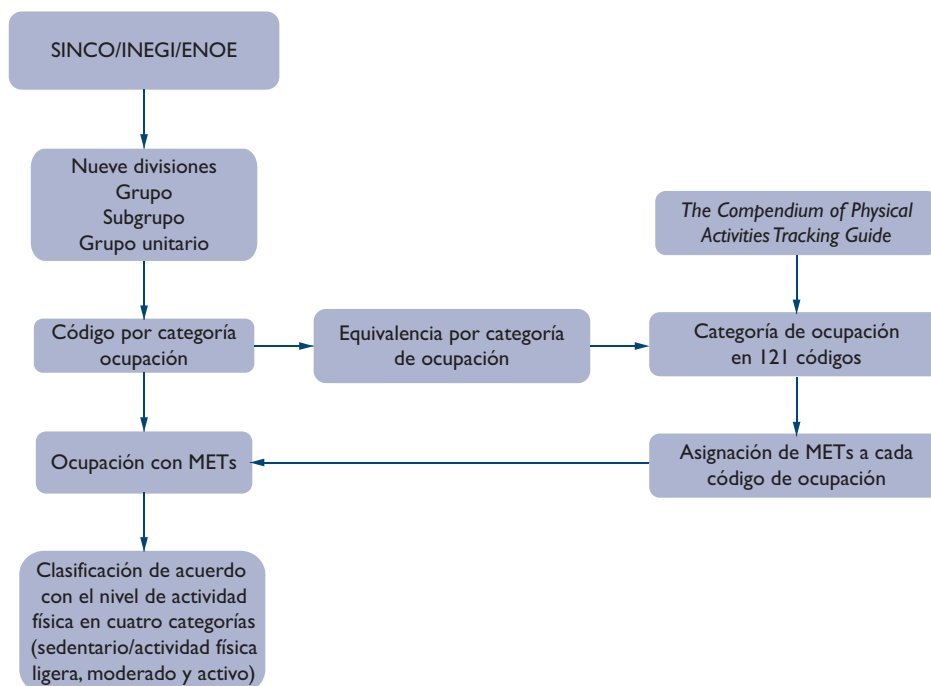 SINCO/INEGI/ENOE
Nueve divisiones
Grupo
Subgrupo
Grupo unitario
The Compendium of Physical
Activities Tracking Guide
Código por categoría
ocupación
Equivalencia por categoría
de ocupación
Categoría de ocupación
en 121 códigos
Ocupación con METs
Asignación de METs a cada
código de ocupación
Clasificación de acuerdo
con el nivel de actividad
física en cuatro categorías
(sedentario/actividad física
ligera, moderado y activo)